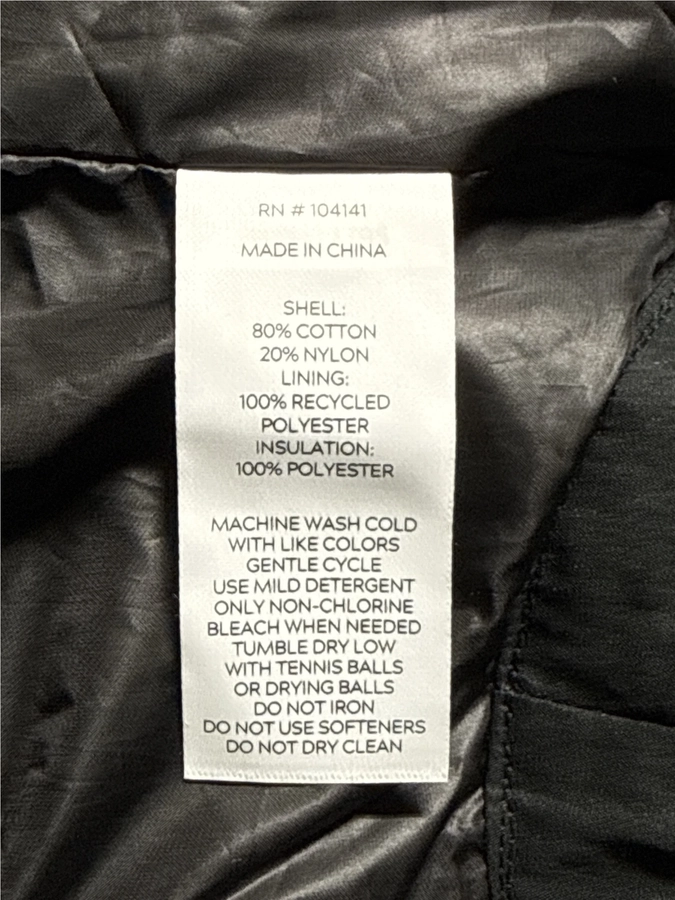 RN # 104141
MADE IN CHINA
SHELL:
80% COTTON
20% NYLON
LINING:
100% RECYCLED
POLYESTER
INSULATION:
100% POLYESTER
MACHINE WASH COLD
WITH LIKE COLORS
GENTLE CYCLE
USE MILD DETERGENT
ONLY NON-CHLORINE
BLEACH WHEN NEEDED
TUMBLE DRY LOW
WITH TENNIS BALLS
OR DRYING BALLS
DO NOT IRON
DO NOT USE SOFTENERS
DO NOT DRY CLEAN